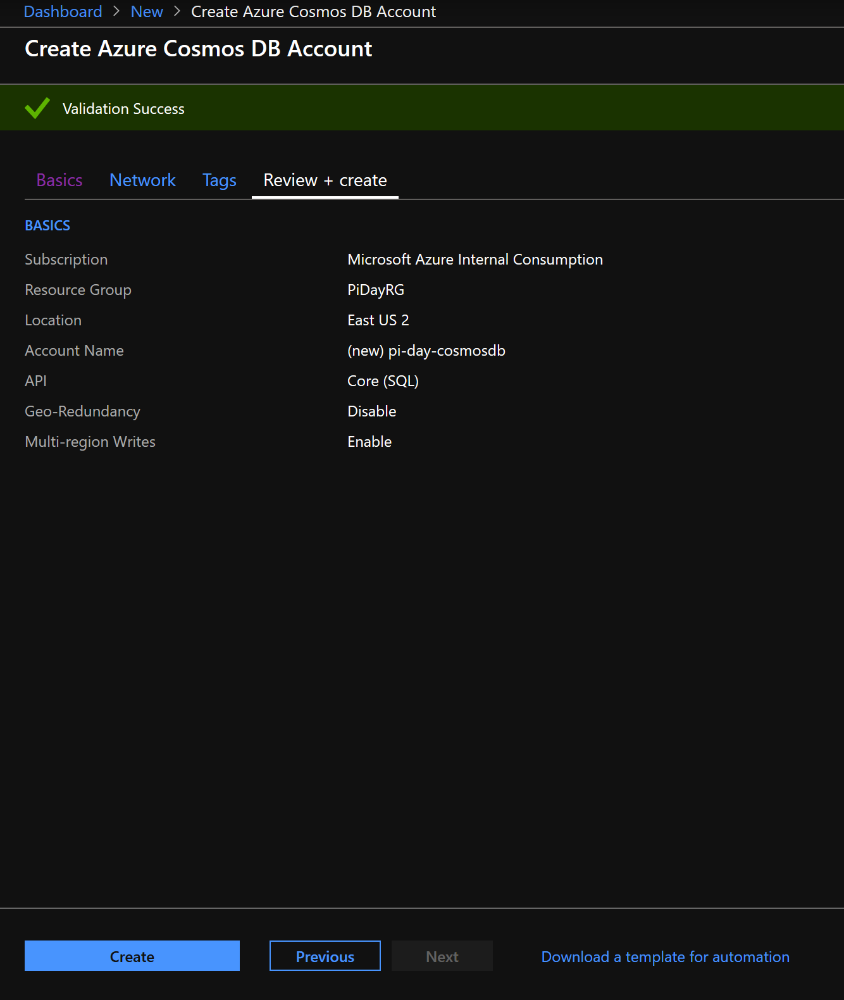 Dashboard > New > Create Azure Cosmos DB Account
Create Azure Cosmos DB Account
Validation Success
Basics Network Tags Review + create
BASICS
Subscription Microsoft Azure Internal Consumption
Resource Group PiDayRG
Location East US 2
Account Name (new) pi-day-cosmosdb
API Core (SQL)
Geo-Redundancy Disable
Multi-region Writes Enable
Create Previous Next Download a template for automation